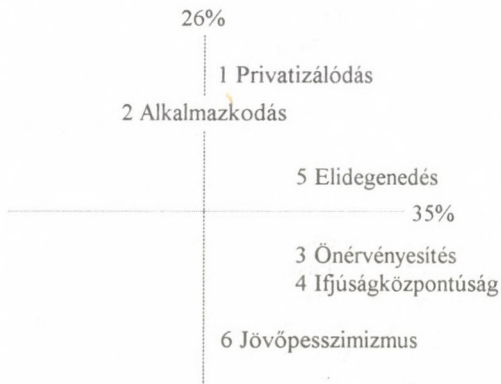 26%
1 Privatizálódás
2 Alkalmazkodás
5 Elidegenedés
35%
3 Önérvényesítés
4 Ifjúságközpontúság
6 Jövőpesszimizmus